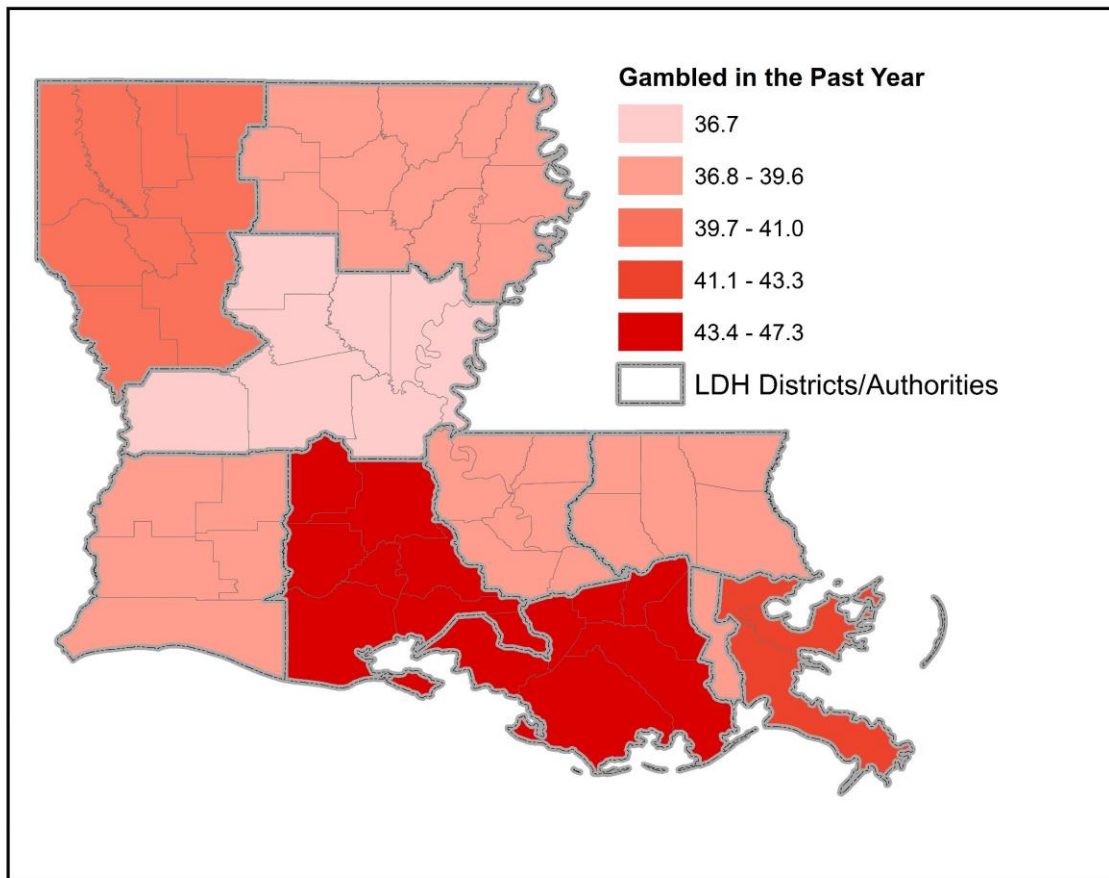 Gambled in the Past Year
36.7
36.8 - 39.6
39.7 - 41.0
41.1 - 43.3
43.4 - 47.3
LDH Districts/Authorities